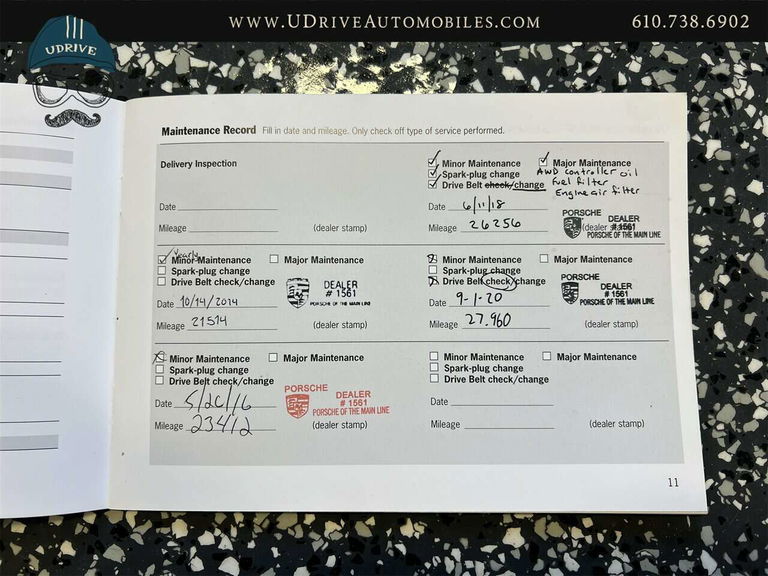 www.UDriveAutomobiles.com
610.738.6902
UDRIVE
Maintenance Record Fill in date and mileage. Only check off type of service performed.
Delivery Inspection
Date
Mileage (dealer stamp)
Minor Maintenance Major Maintenance
Spark-plug change AWD controller oil
Drive Belt check/change Fuel filter
Engine air filter
Date 6/11/18
Mileage 26256 (dealer stamp)
PORSCHE
DEALER
# 1561
PORSCHE OF THE MAIN LINE
Yearly
Minor Maintenance Major Maintenance
Spark-plug change
Drive Belt check/change
Date 10/14/2014
Mileage 21514 (dealer stamp)
DEALER
# 1561
PORSCHE OF THE MAIN LINE
Minor Maintenance Major Maintenance
Spark-plug change
Drive Belt check/change
Date 9-1-20
Mileage 27.960 (dealer stamp)
PORSCHE
DEALER
# 1561
PORSCHE OF THE MAIN LINE
Minor Maintenance Major Maintenance
Spark-plug change
Drive Belt check/change
Date 5/20/16
Mileage 23412 (dealer stamp)
PORSCHE
DEALER
# 1561
PORSCHE OF THE MAIN LINE
Minor Maintenance Major Maintenance
Spark-plug change
Drive Belt check/change
Date
Mileage (dealer stamp)
11